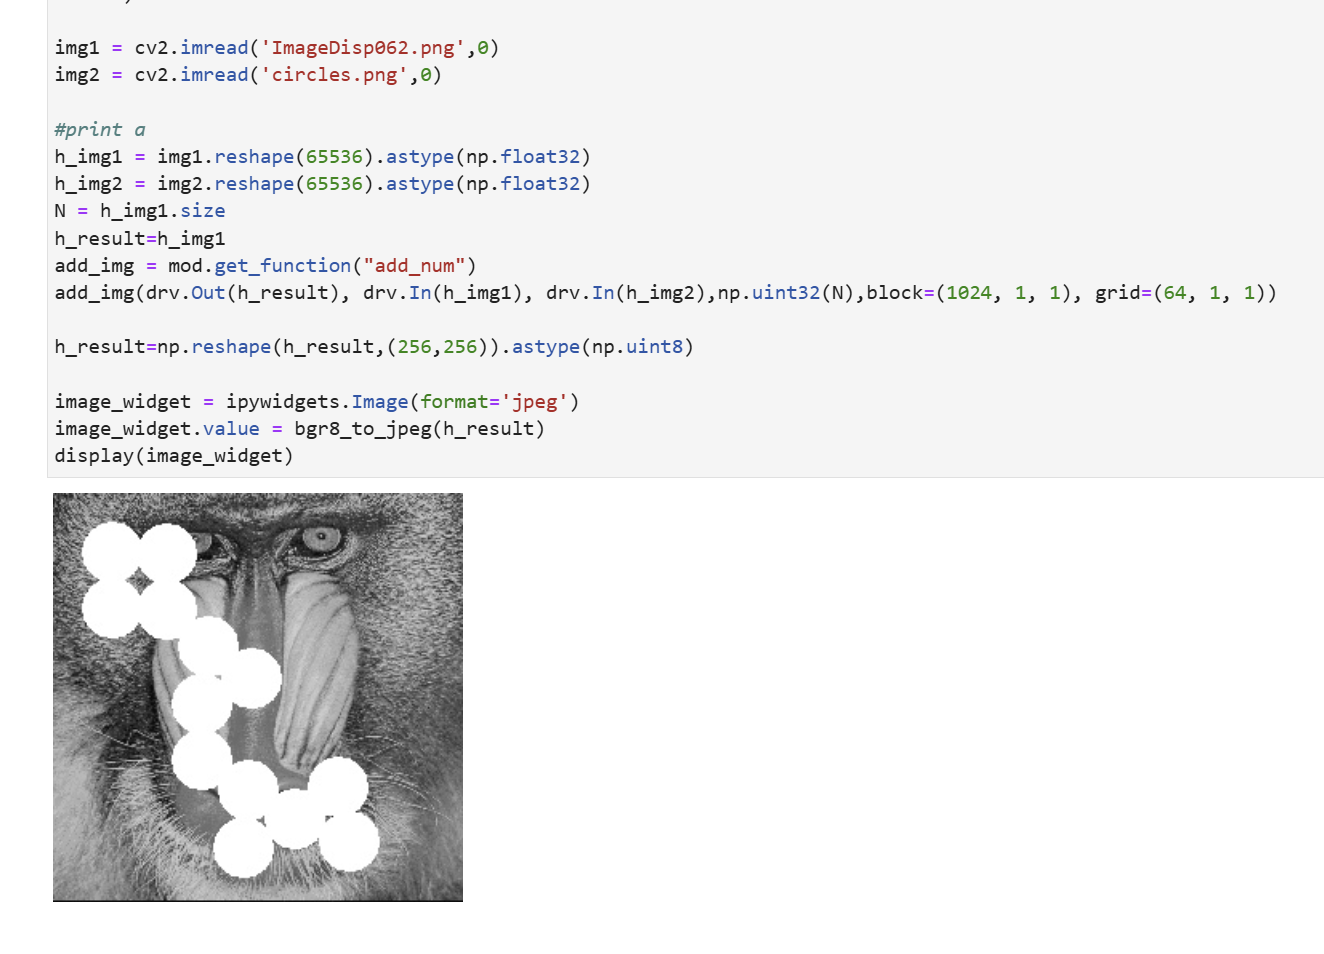 img1 = cv2.imread('ImageDisp062.png',0)
img2 = cv2.imread('circles.png',0)
#print a
h_img1 = img1.reshape(65536).astype(np.float32)
h_img2 = img2.reshape(65536).astype(np.float32)
N = h_img1.size
h_result=h_img1
add_img = mod.get_function("add_num")
add_img(drv.Out(h_result), drv.In(h_img1), drv.In(h_img2),np.uint32(N),block=(1024, 1, 1), grid=(64, 1, 1))
h_result=np.reshape(h_result,(256,256)).astype(np.uint8)
image_widget = ipywidgets.Image(format='jpeg')
image_widget.value = bgr8_to_jpeg(h_result)
display(image_widget)